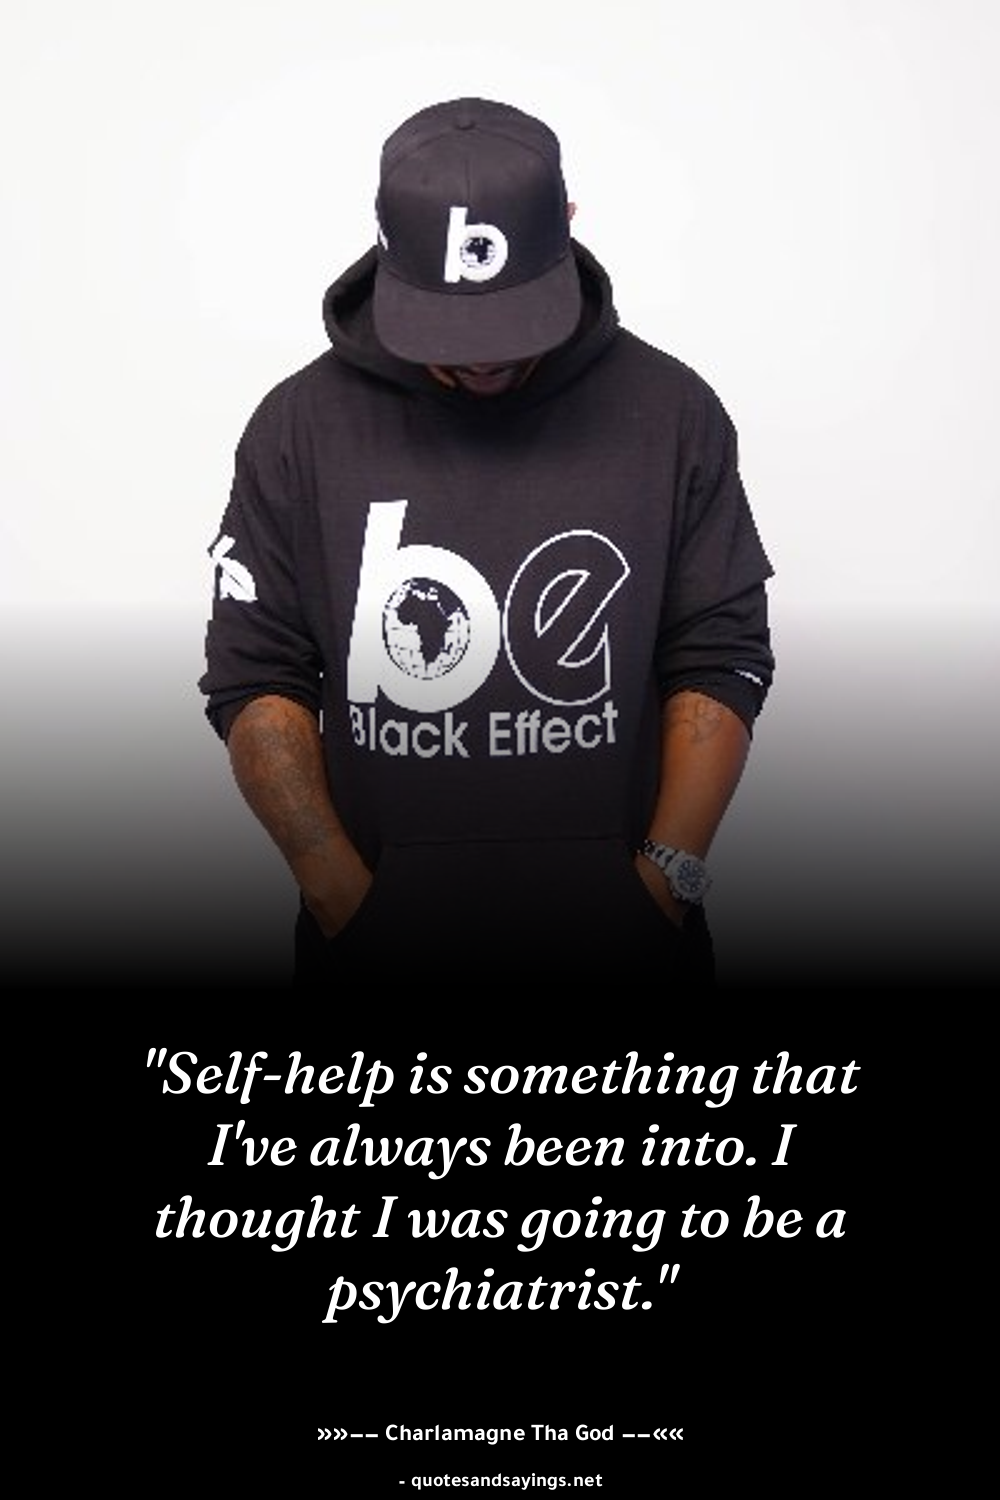 b
be
Black Effect
"Self-help is something that
I've always been into. I
thought I was going to be a
psychiatrist."
»»–– Charlamagne Tha God ––««
- quotesandsayings.net